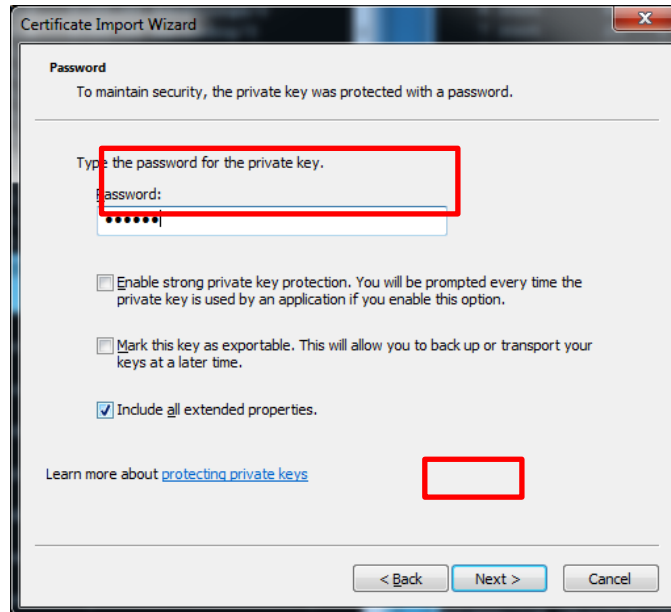 Certificate Import Wizard
Password
To maintain security, the private key was protected with a password.
Type the password for the private key.
Password:
••••••
Enable strong private key protection. You will be prompted every time the
private key is used by an application if you enable this option.
Mark this key as exportable. This will allow you to back up or transport your
keys at a later time.
Include all extended properties.
Learn more about protecting private keys
< Back
Next >
Cancel